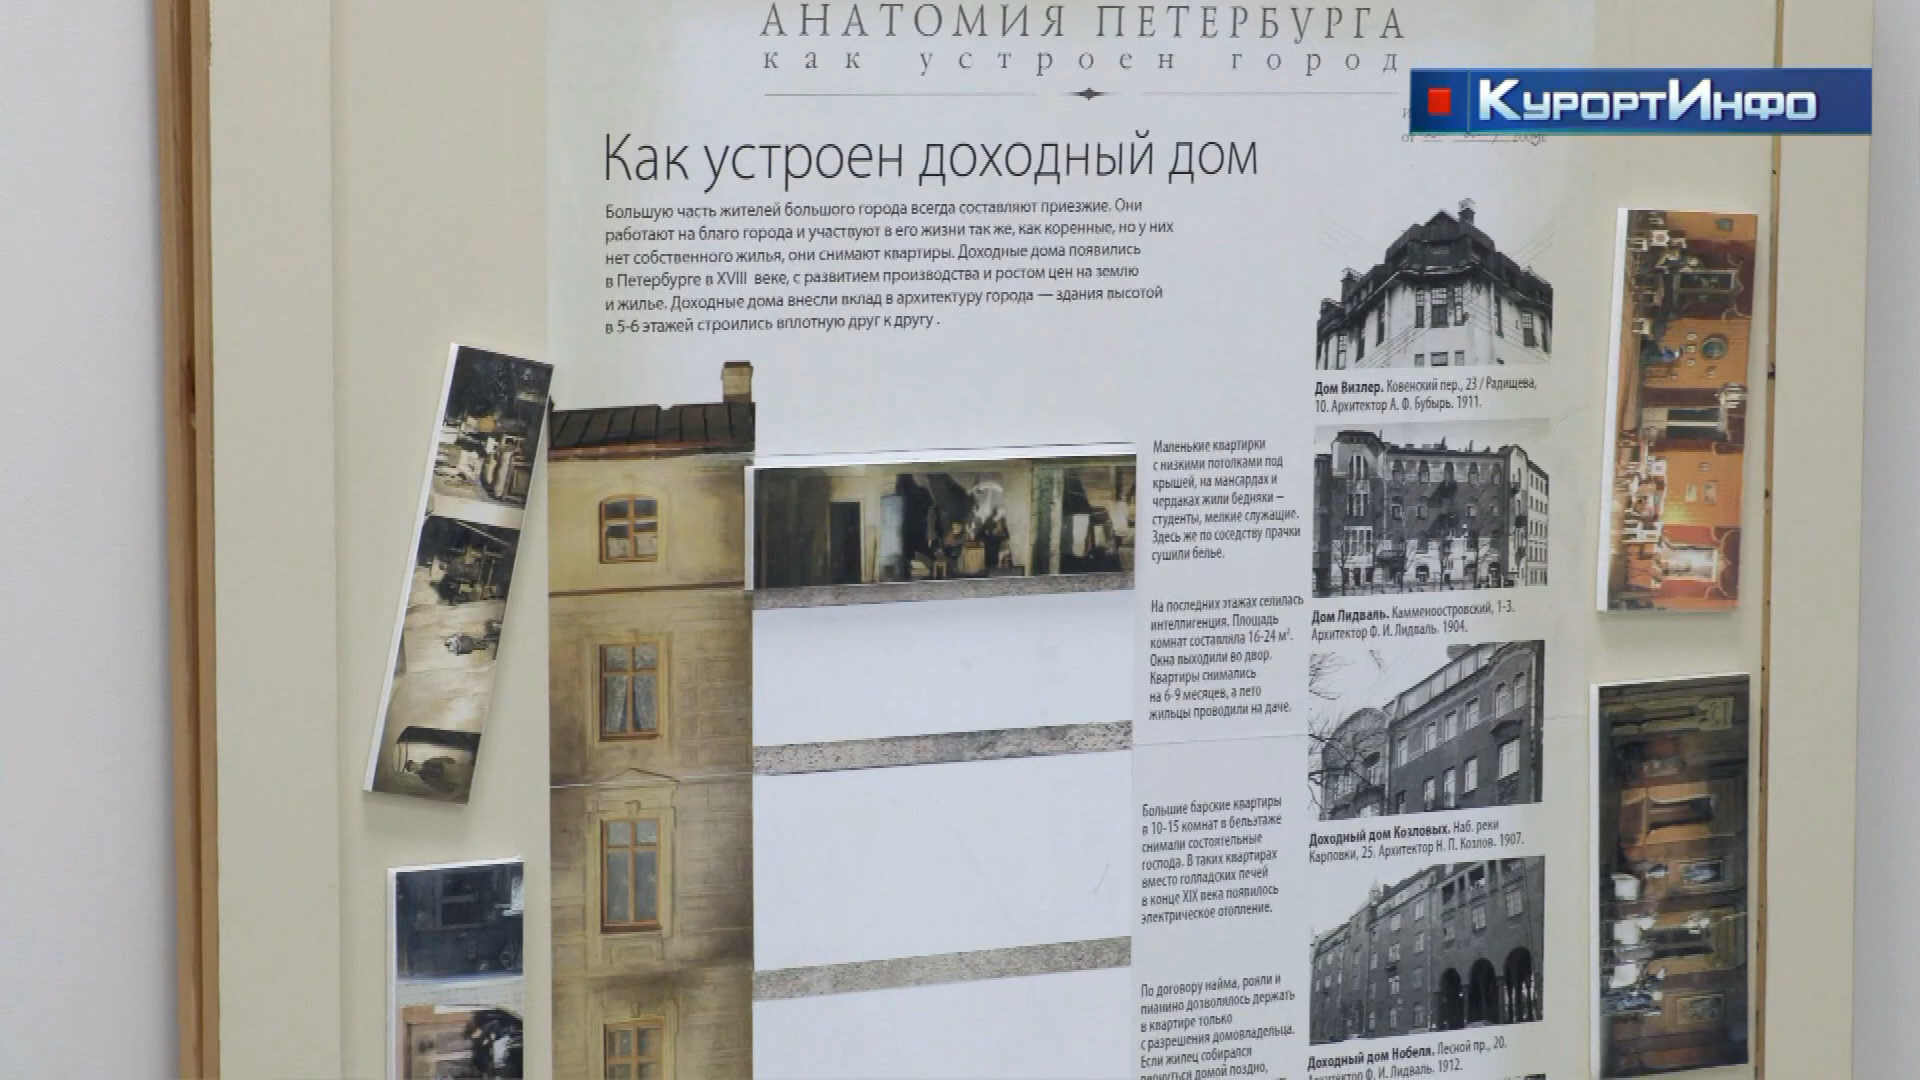 АНАТОМИЯ ПЕТЕРБУРГА
как устроен город
КурортИнфо
Как устроен доходный дом
Большую часть жителей большого города всегда составляют приезжие. Они
работают на благо города и участвуют в его жизни так же, как коренные, но у них
нет собственного жилья, они снимают квартиры. Доходные дома появились
в Петербурге в XVIII веке, с развитием производства и ростом цен на землю
и жилье. Доходные дома внесли вклад в архитектуру города — здания высотой
в 5-6 этажей строились вплотную друг к другу .
Маленькие квартирки
с низкими потолками под
крышей, на мансардах и
чердаках жили бедняки –
студенты, мелкие служащие.
Здесь же по соседству прачки
сушили белье.
На последних этажах селилась
интеллигенция. Площадь
комнат составляла 16-24 м².
Окна выходили во двор.
Квартиры снимались
на 6-9 месяцев, а лето
жильцы проводили на даче.
Большие барские квартиры
в 10-15 комнат в бельэтаже
снимали состоятельные
господа. В таких квартирах
вместо голладских печей
в конце XIX века появилось
электрическое отопление.
По договору найма, рояли и
пианино дозволялось держать
в квартире только
с разрешения домовладельца.
Если жилец собирался
вернуться домой поздно,
Дом Визлер. Ковенский пер., 23 / Радищева,
10. Архитектор А. Ф. Бубырь. 1911.
Дом Лидваль. Камменоостровский, 1-3.
Архитектор Ф. И. Лидваль. 1904.
Доходный дом Козловых. Наб. реки
Карповки, 25. Архитектор Н. П. Козлов. 1907.
Доходный дом Нобеля. Лесной пр., 20.
Архитектор Ф. И. Лидваль. 1912.